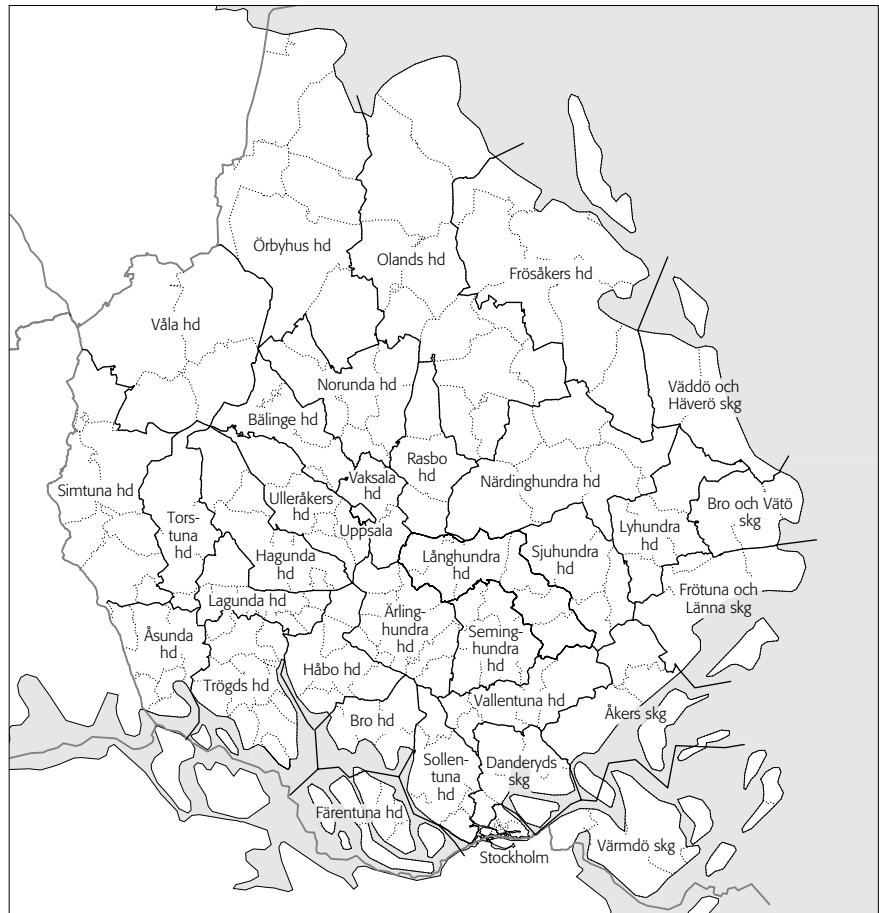 Örbyhus hd
Olands hd
Frösåkers hd
Våla hd
Norunda hd
Väddö och
Häverö skg
Bälinge hd
Rasbo
hd
Simtuna hd
Vaksala
hd
Närdinghundra hd
Ulleråkers
hd
Tors-
tuna
hd
Bro och Vätö
skg
Uppsala
Lyhundra
hd
Hagunda
hd
Långhundra
hd
Sjuhundra
hd
Lagunda hd
Frötuna och
Länna skg
Ärling-
hundra
hd
Åsunda
hd
Seming-
hundra
hd
Håbo hd
Trögds hd
Vallentuna hd
Åkers skg
Bro hd
Sollen-
tuna
hd
Danderyds
skg
Färentuna hd
Stockholm
Värmdö skg